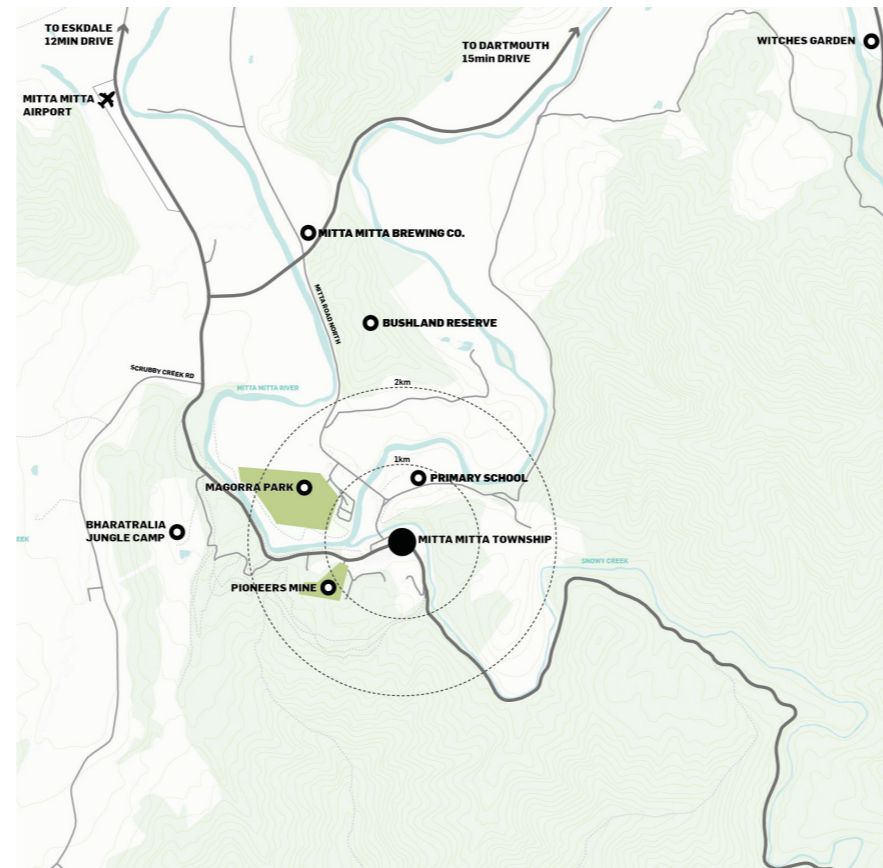 TO ESKDALE
12MIN DRIVE
TO DARTMOUTH
15min DRIVE
WITCHES GARDEN
MITTA MITTA
AIRPORT
MITTA MITTA BREWING CO.
MITTA ROAD NORTH
BUSHLAND RESERVE
SCRUBBY CREEK RD
MITTA MITTA RIVER
2km
1km
MAGORRA PARK
PRIMARY SCHOOL
BHARATRALIA
JUNGLE CAMP
EEK
MITTA MITTA TOWNSHIP
SNOWY CREEK
PIONEERS MINE